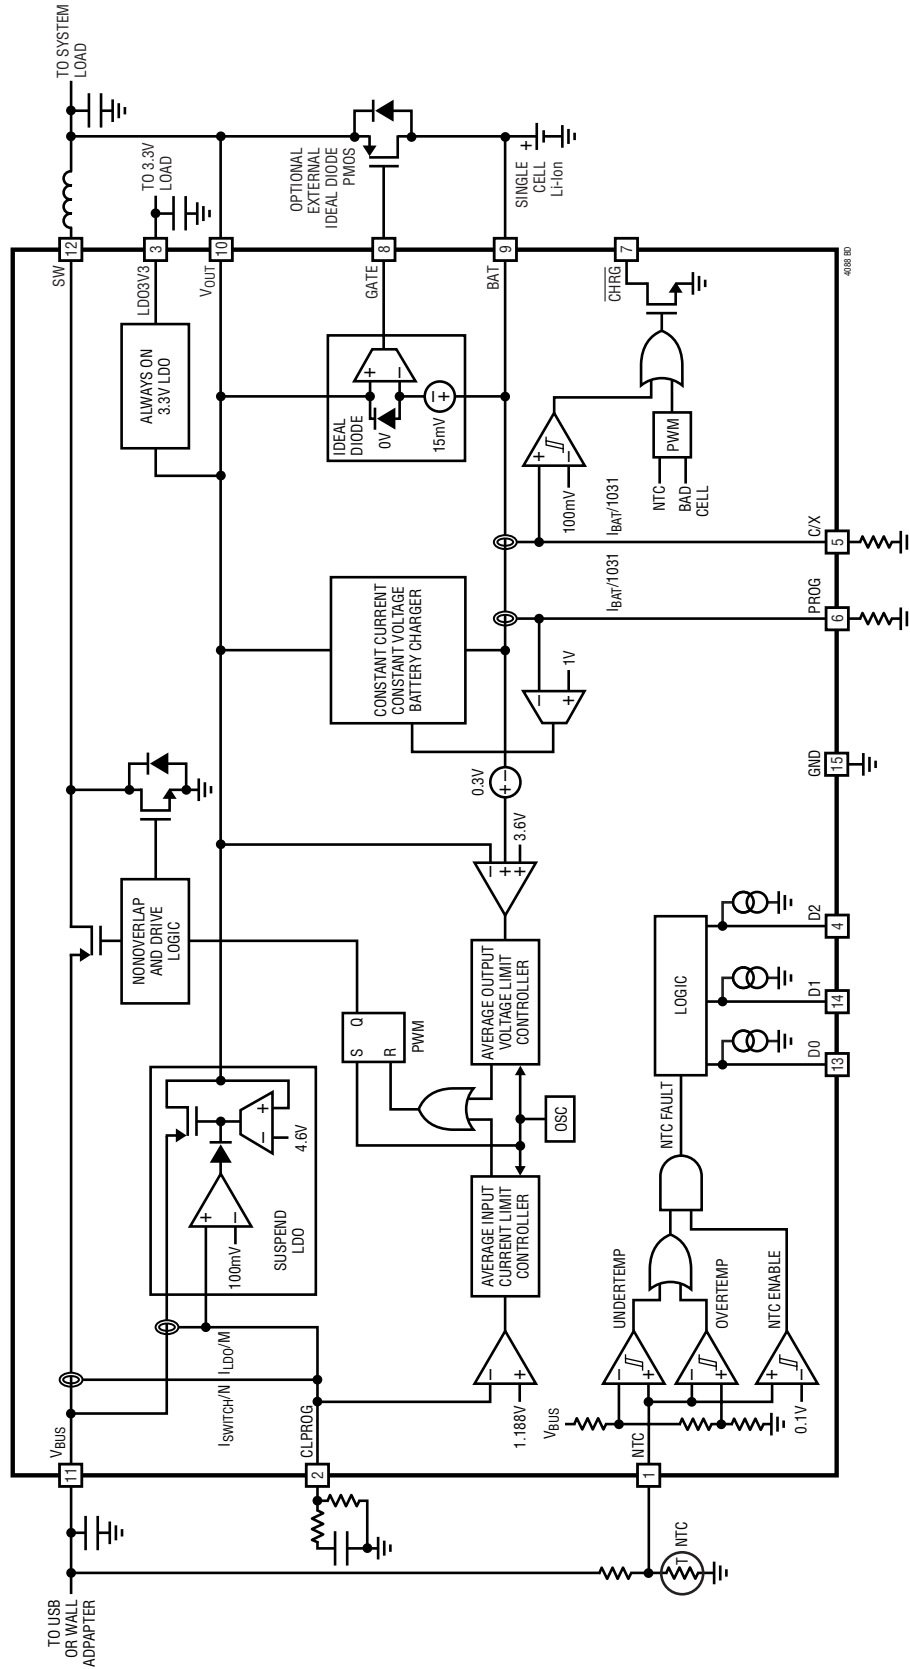 TO USB
OR WALL
ADPAPTER
11
VBUS
SW
12
TO SYSTEM
LOAD
NONOVERLAP
AND DRIVE
LOGIC
ALWAYS ON
3.3V LDO
LDO3V3
3
TO 3.3V
LOAD
VOUT
10
ISWITCH/N
ILDO/M
100mV
+
–
SUSPEND
LDO
4.6V
–
+
IDEAL
DIODE
0V
15mV
+
–
–
+
GATE
8
OPTIONAL
EXTERNAL
IDEAL DIODE
PMOS
CLPROG
2
S
Q
R
PWM
CONSTANT CURRENT
CONSTANT VOLTAGE
BATTERY CHARGER
BAT
9
+
SINGLE
CELL
Li-Ion
1.188V
–
+
AVERAGE INPUT
CURRENT LIMIT
CONTROLLER
OSC
AVERAGE OUTPUT
VOLTAGE LIMIT
CONTROLLER
–
+
+
3.6V
0.3V
+
–
–
+
1V
IBAT/1031
100mV
+
–
IBAT/1031
NTC
BAD
CELL
PWM
CHRG
7
VBUS
NTC
1
T
NTC
–
+
UNDERTEMP
–
+
OVERTEMP
0.1V
+
–
NTC ENABLE
NTC FAULT
LOGIC
D0
13
D1
14
D2
4
GND
15
PROG
6
C/X
5
4088 BD